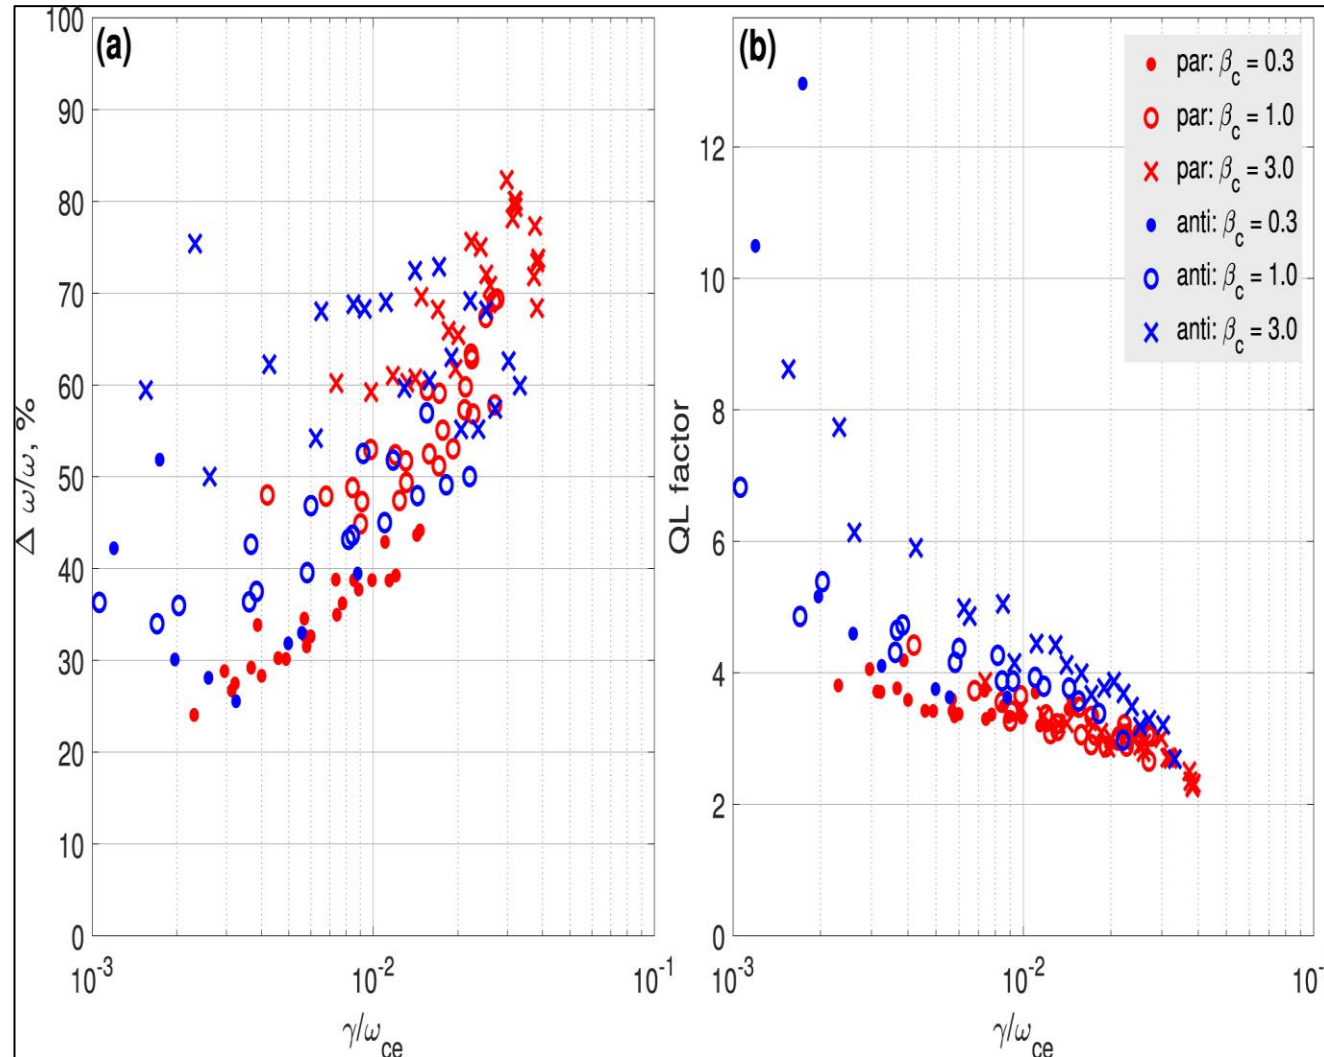 (a)
100
90
80
70
60
50
40
30
20
10
0
Δ ω/ω, %
10⁻³
10⁻²
10⁻¹
γ/ω_ce
(b)
12
10
8
6
4
2
0
QL factor
10⁻³
10⁻²
10⁻
γ/ω_ce
par: β_c = 0.3
par: β_c = 1.0
par: β_c = 3.0
anti: β_c = 0.3
anti: β_c = 1.0
anti: β_c = 3.0